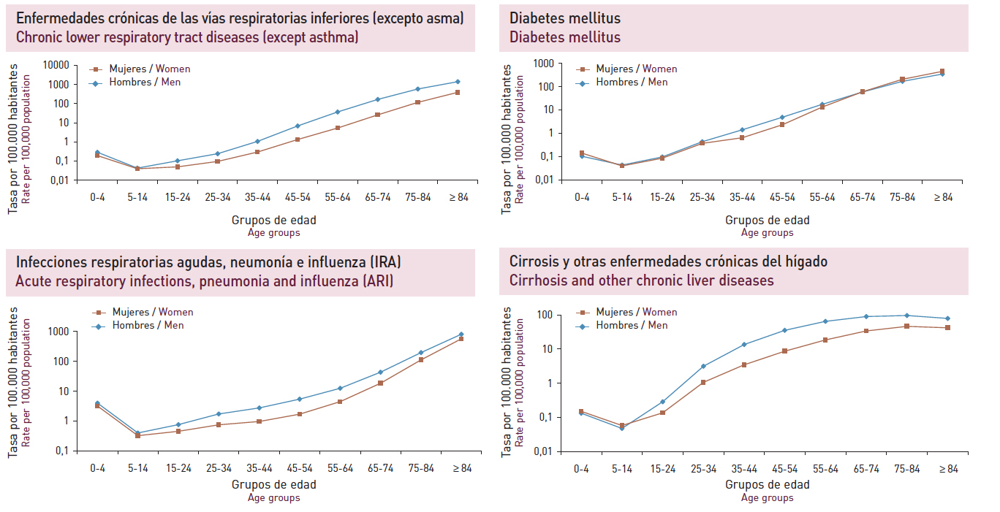 Enfermedades crónicas de las vías respiratorias inferiores (excepto asma)
Chronic lower respiratory tract diseases (except asthma)
Tasa por 100.000 habitantes
Rate per 100,000 population
10000
1000
100
10
1
0,1
0,01
Mujeres / Women
Hombres / Men
0-4 5-14 15-24 25-34 35-44 45-54 55-64 65-74 75-84 ≥ 84
Grupos de edad
Age groups
Diabetes mellitus
Diabetes mellitus
Tasa por 100.000 habitantes
Rate per 100,000 population
1000
100
10
1
0,1
0,01
Mujeres / Women
Hombres / Men
0-4 5-14 15-24 25-34 35-44 45-54 55-64 65-74 75-84 ≥ 84
Grupos de edad
Age groups
Infecciones respiratorias agudas, neumonía e influenza (IRA)
Acute respiratory infections, pneumonia and influenza (ARI)
Tasa por 100.000 habitantes
Rate per 100,000 population
Mujeres / Women
Hombres / Men
1000
100
10
1
0,1
0-4 5-14 15-24 25-34 35-44 45-54 55-64 65-74 75-84 ≥ 84
Grupos de edad
Age groups
Cirrosis y otras enfermedades crónicas del hígado
Cirrhosis and other chronic liver diseases
Tasa por 100.000 habitantes
Rate per 100,000 population
Mujeres / Women
Hombres / Men
100
10
1
0,1
0,01
0-4 5-14 15-24 25-34 35-44 45-54 55-64 65-74 75-84 ≥ 84
Grupos de edad
Age groups